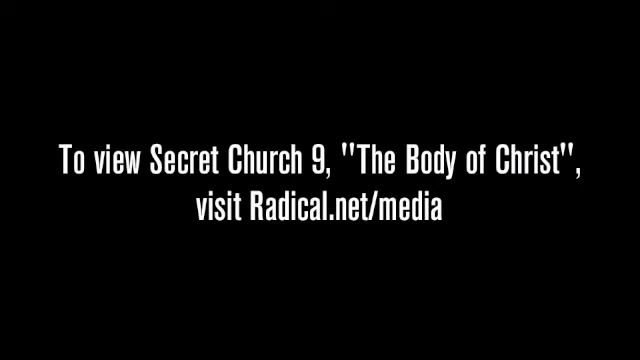 To view Secret Church 9, "The Body of Christ",
visit Radical.net/media